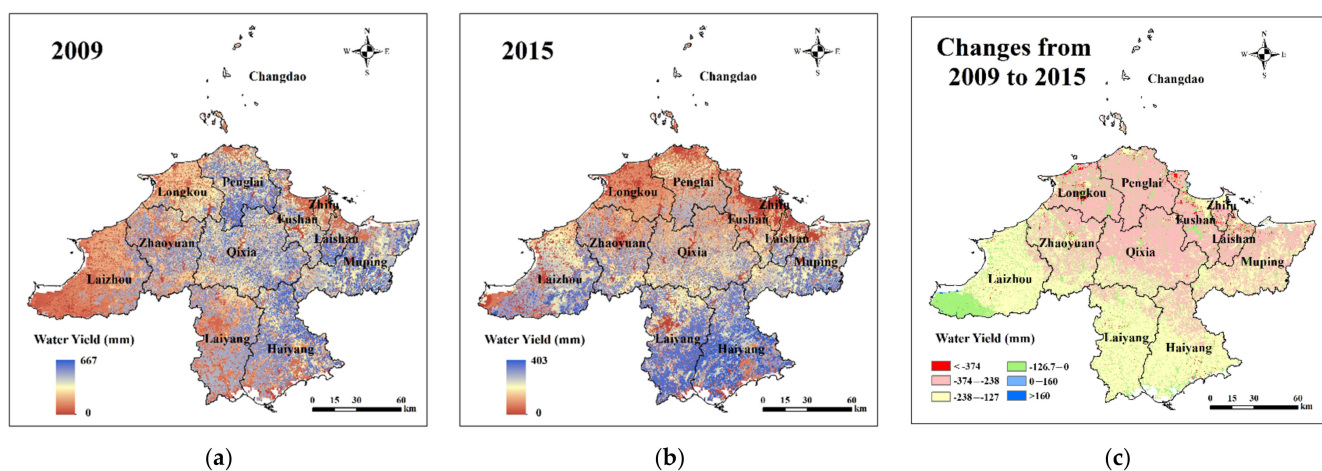 2009
N
W E
S
Changdao
Penglai
Longkou
Zhifu
Fushan
Zhaoyuan
Laishan
Qixia
Muping
Laizhou
Laiyang
Haiyang
Water Yield (mm)
667
0
0 15 30 60
km
(a)
2015
N
W E
S
Changdao
Penglai
Longkou
Zhifu
Fushan
Zhaoyuan
Laishan
Qixia
Muping
Laizhou
Laiyang
Haiyang
Water Yield (mm)
403
0
0 15 30 60
km
(b)
Changes from
2009 to 2015
N
W E
S
Changdao
Penglai
Longkou
Zhifu
Fushan
Zhaoyuan
Laishan
Qixia
Muping
Laizhou
Laiyang
Haiyang
Water Yield (mm)
< -374
-374—-238
-238—-127
-126.7—0
0—160
>160
0 15 30 60
km
(c)